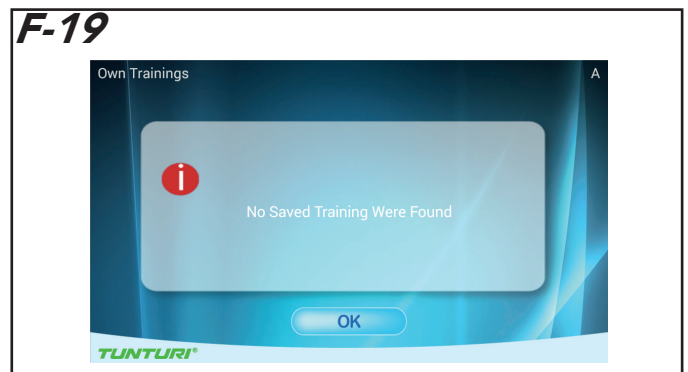 F-19
Own Trainings A
i
No Saved Training Were Found
OK
TUNTURI®